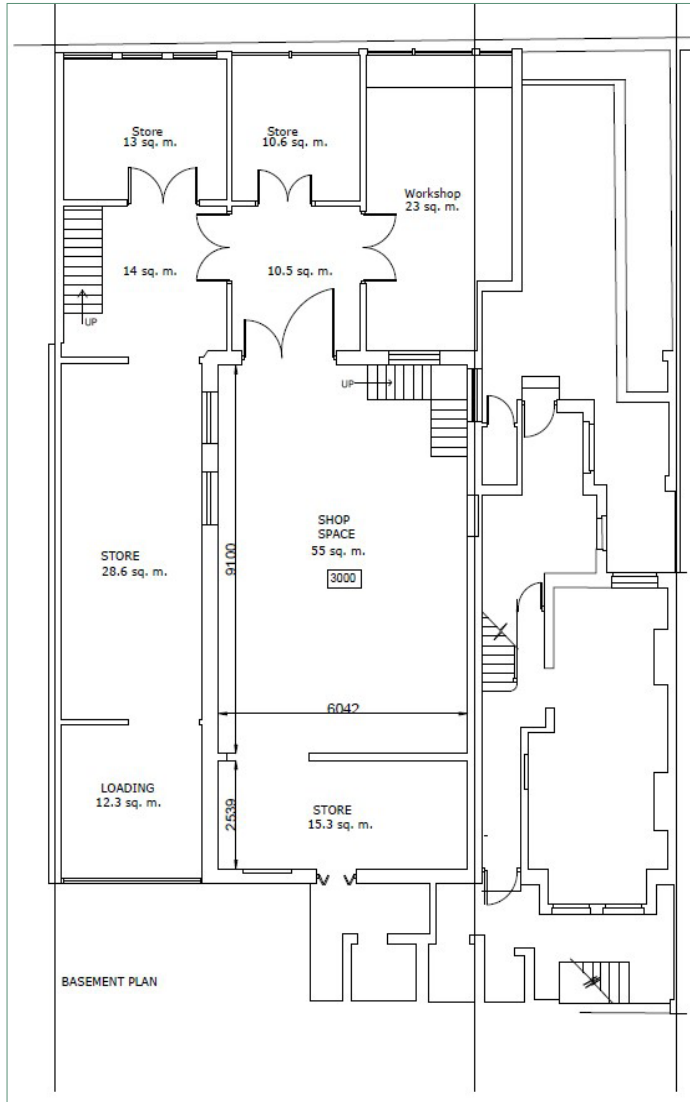 Store
13 sq. m.
Store
10.6 sq. m.
Workshop
23 sq. m.
14 sq. m.
10.5 sq. m.
UP
UP
SHOP
SPACE
55 sq. m.
3000
9100
STORE
28.6 sq. m.
6042
LOADING
12.3 sq. m.
2539
STORE
15.3 sq. m.
BASEMENT PLAN